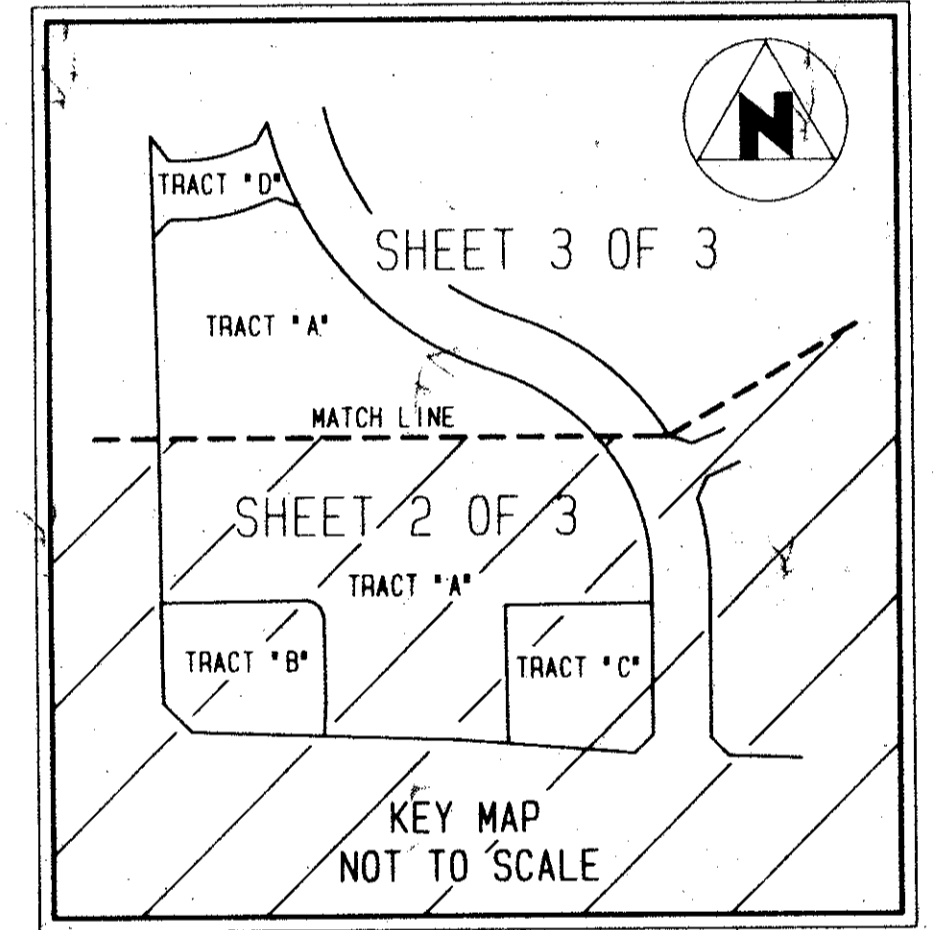 N
TRACT "D"
SHEET 3 OF 3
TRACT "A"
MATCH LINE
SHEET 2 OF 3
TRACT "A"
TRACT "B"
TRACT "C"
KEY MAP
NOT TO SCALE